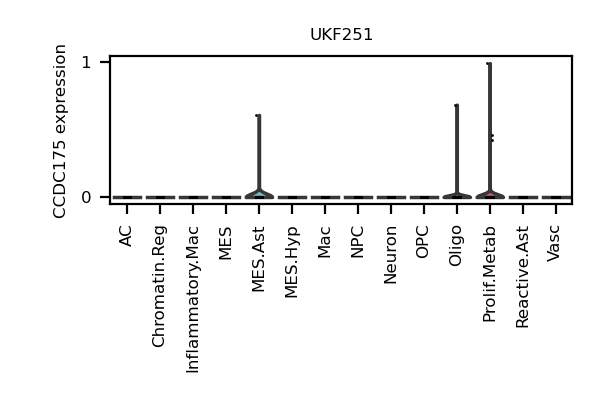 UKF251
CCDC175 expression
1
0
AC
Chromatin.Reg
Inflammatory.Mac
MES
MES.Ast
MES.Hyp
Mac
NPC
Neuron
OPC
Oligo
Prolif.Metab
Reactive.Ast
Vasc